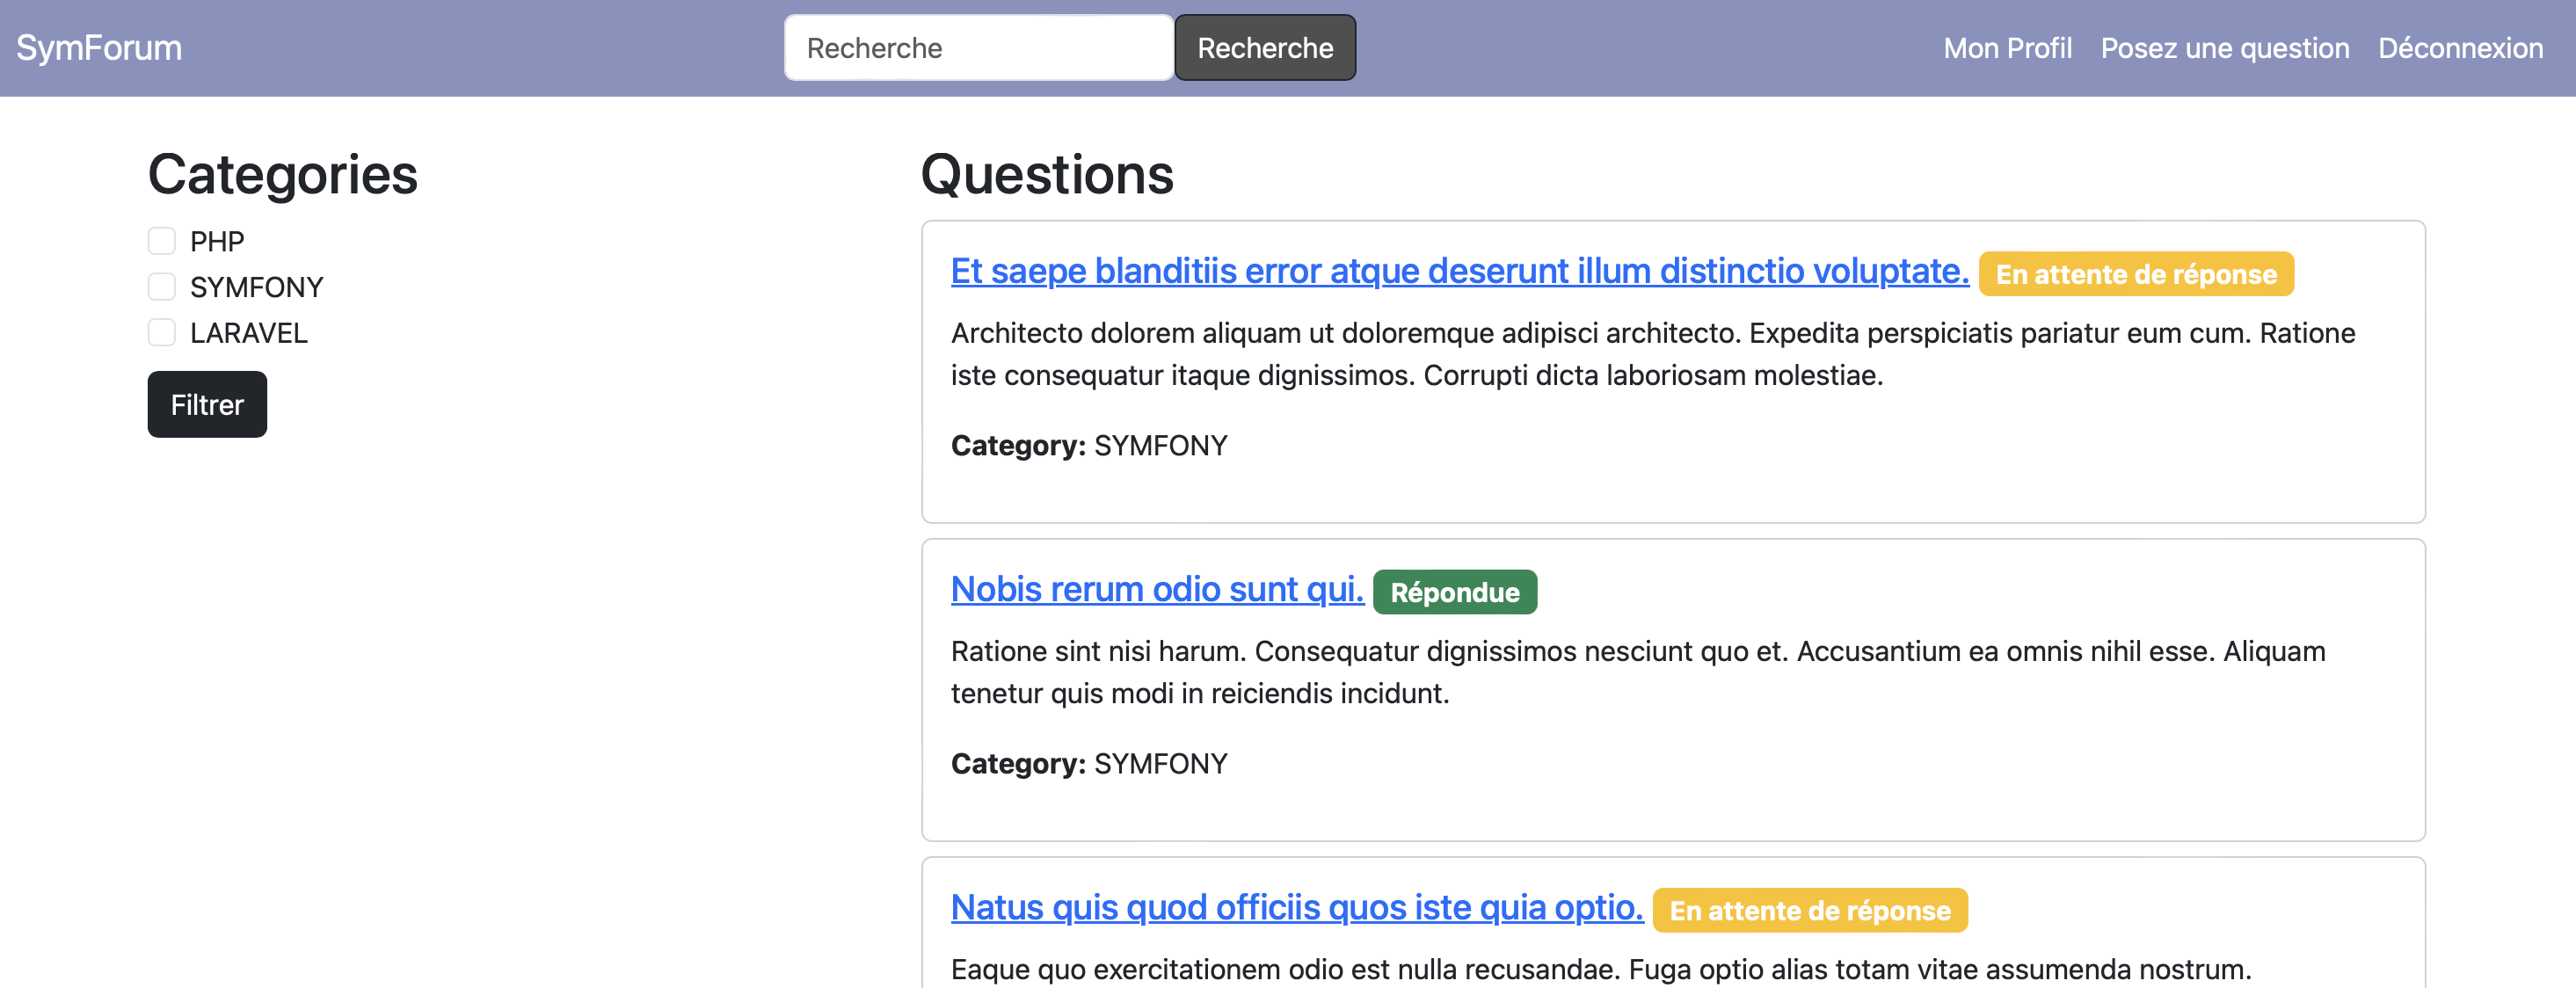 SymForum
Recherche
Recherche
Mon Profil
Posez une question
Déconnexion
Categories
PHP
SYMFONY
LARAVEL
Filtrer
Questions
Et saepe blanditiis error atque deserunt illum distinctio voluptate. En attente de réponse
Architecto dolorem aliquam ut doloremque adipisci architecto. Expedita perspiciatis pariatur eum cum. Ratione
iste consequatur itaque dignissimos. Corrupti dicta laboriosam molestiae.
Category: SYMFONY
Nobis rerum odio sunt qui. Répondue
Ratione sint nisi harum. Consequatur dignissimos nesciunt quo et. Accusantium ea omnis nihil esse. Aliquam
tenetur quis modi in reiciendis incidunt.
Category: SYMFONY
Natus quis quod officiis quos iste quia optio. En attente de réponse
Eaque quo exercitationem odio est nulla recusandae. Fuga optio alias totam vitae assumenda nostrum.